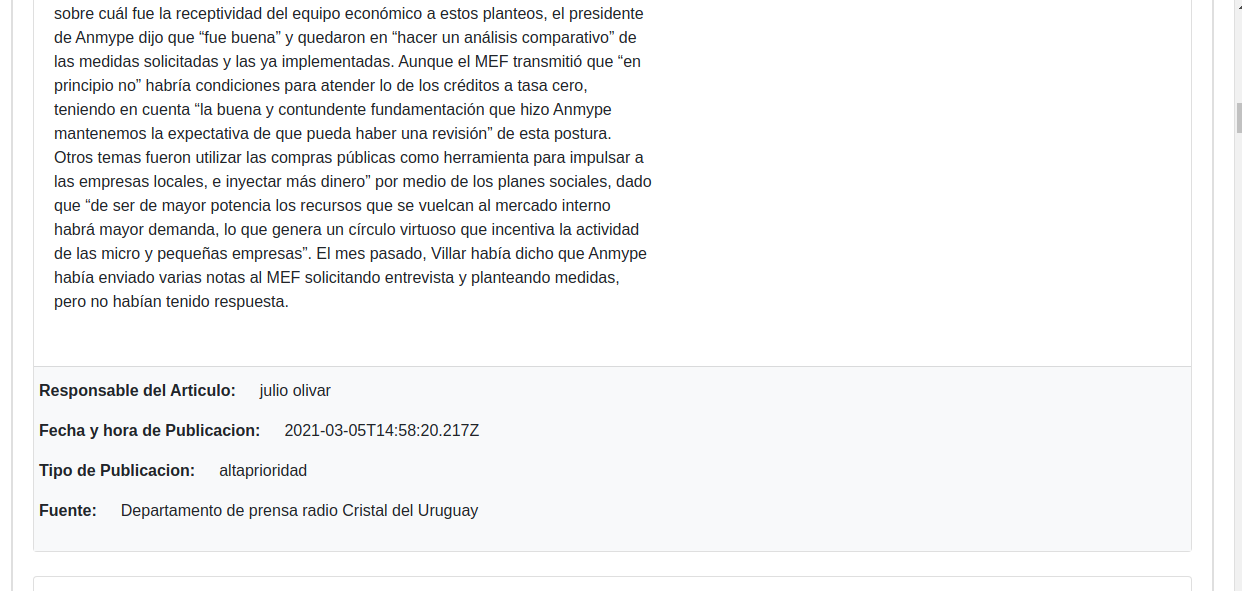 sobre cuál fue la receptividad del equipo económico a estos planteos, el presidente
de Anmype dijo que “fue buena” y quedaron en “hacer un análisis comparativo” de
las medidas solicitadas y las ya implementadas. Aunque el MEF transmitió que “en
principio no” habría condiciones para atender lo de los créditos a tasa cero,
teniendo en cuenta “la buena y contundente fundamentación que hizo Anmype
mantenemos la expectativa de que pueda haber una revisión” de esta postura.
Otros temas fueron utilizar las compras públicas como herramienta para impulsar a
las empresas locales, e inyectar más dinero” por medio de los planes sociales, dado
que “de ser de mayor potencia los recursos que se vuelcan al mercado interno
habrá mayor demanda, lo que genera un círculo virtuoso que incentiva la actividad
de las micro y pequeñas empresas”. El mes pasado, Villar había dicho que Anmype
había enviado varias notas al MEF solicitando entrevista y planteando medidas,
pero no habían tenido respuesta.
Responsable del Articulo: julio olivar
Fecha y hora de Publicacion: 2021-03-05T14:58:20.217Z
Tipo de Publicacion: altaprioridad
Fuente: Departamento de prensa radio Cristal del Uruguay